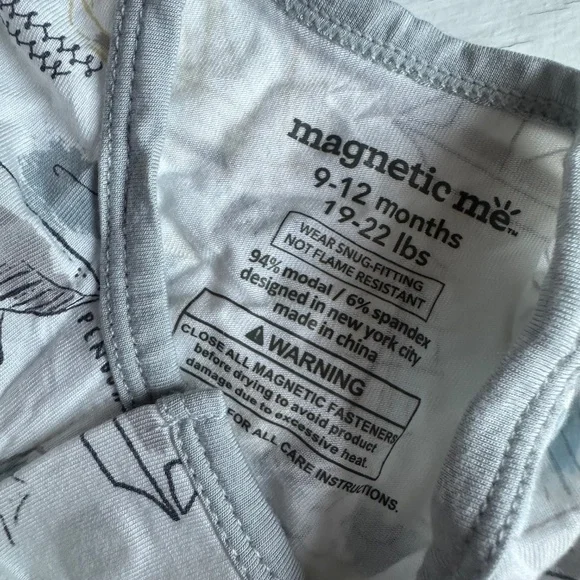 magnetic me™
9-12 months
19-22 lbs
WEAR SNUG-FITTING
NOT FLAME RESISTANT
94% modal / 6% spandex
designed in new york city
made in china
⚠ WARNING
CLOSE ALL MAGNETIC FASTENERS
before drying to avoid product
damage due to excessive heat.
FOR ALL CARE INSTRUCTIONS.